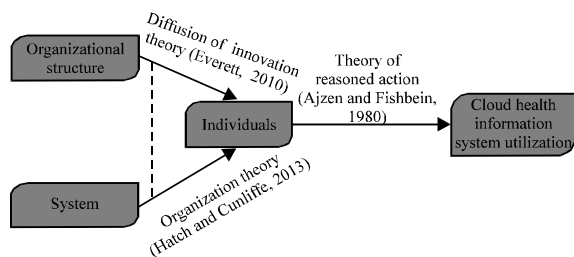 Organizational
structure
Diffusion of innovation
theory (Everett, 2010)
Theory of
reasoned action
(Ajzen and Fishbein,
1980)
Individuals
Cloud health
information
system utilization
System
Organization theory
(Hatch and Cunliffe, 2013)